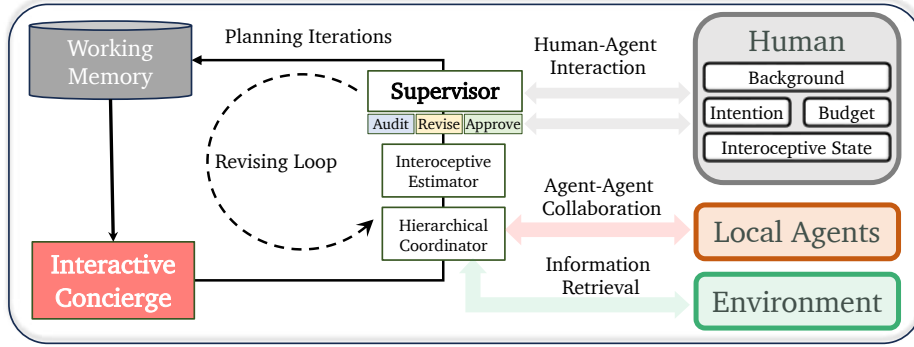 Working
Memory
Planning Iterations
Human-Agent
Interaction
Human
Background
Intention
Budget
Interoceptive State
Supervisor
Audit
Revise
Approve
Revising Loop
Interoceptive
Estimator
Hierarchical
Coordinator
Agent-Agent
Collaboration
Local Agents
Interactive
Concierge
Information
Retrieval
Environment